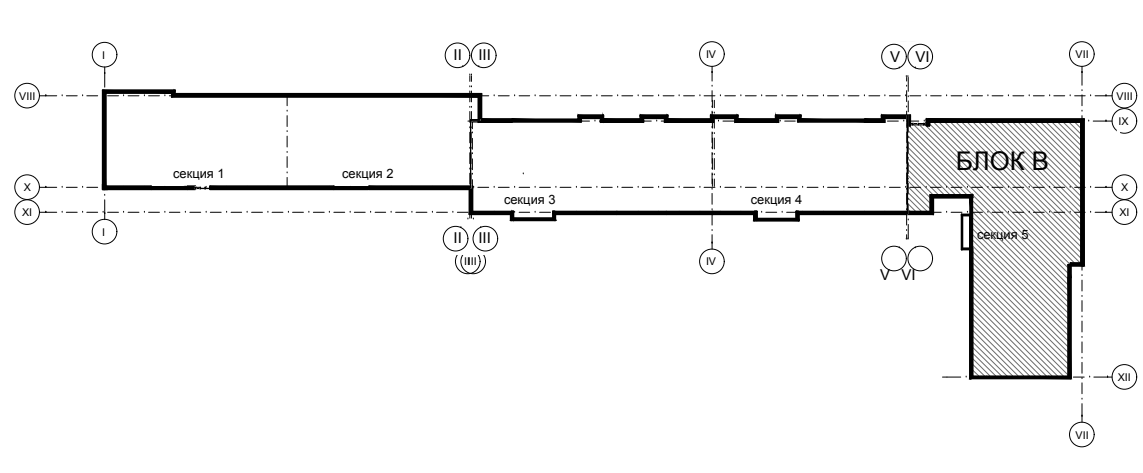 I
II
III
IV
V
VI
VII
VIII
VIII
IX
БЛОК В
секция 1
секция 2
X
X
секция 3
секция 4
XI
XI
секция 5
I
II
III
IV
V
VI
XII
VII